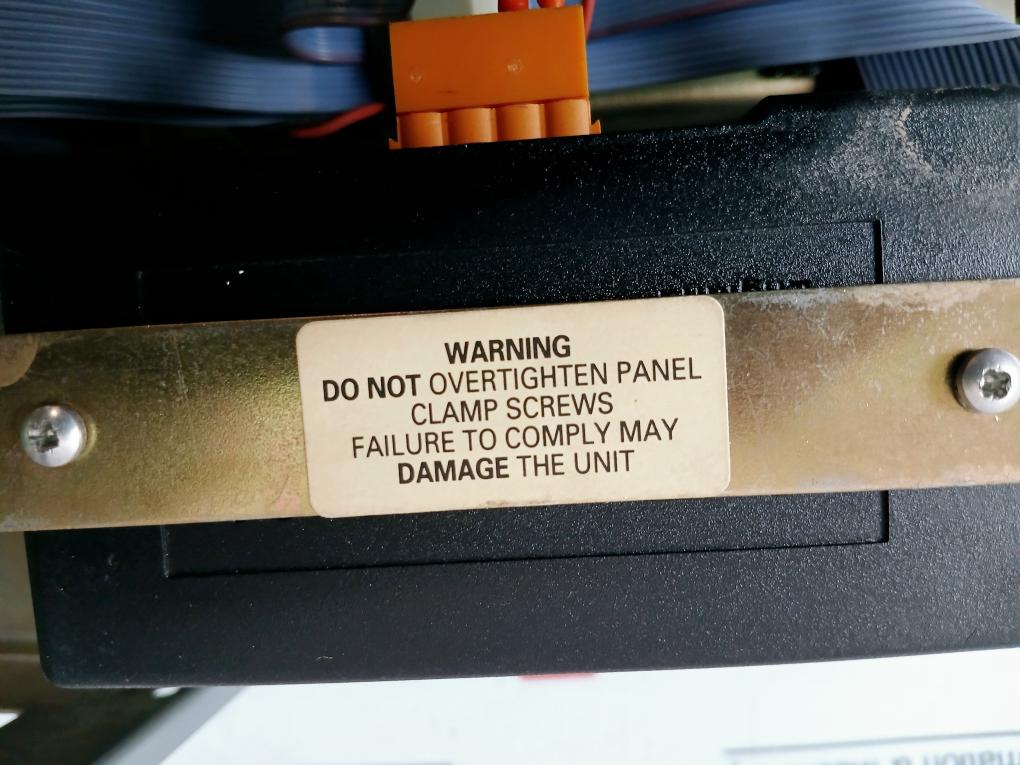 WARNING
DO NOT OVERTIGHTEN PANEL
CLAMP SCREWS
FAILURE TO COMPLY MAY
DAMAGE THE UNIT